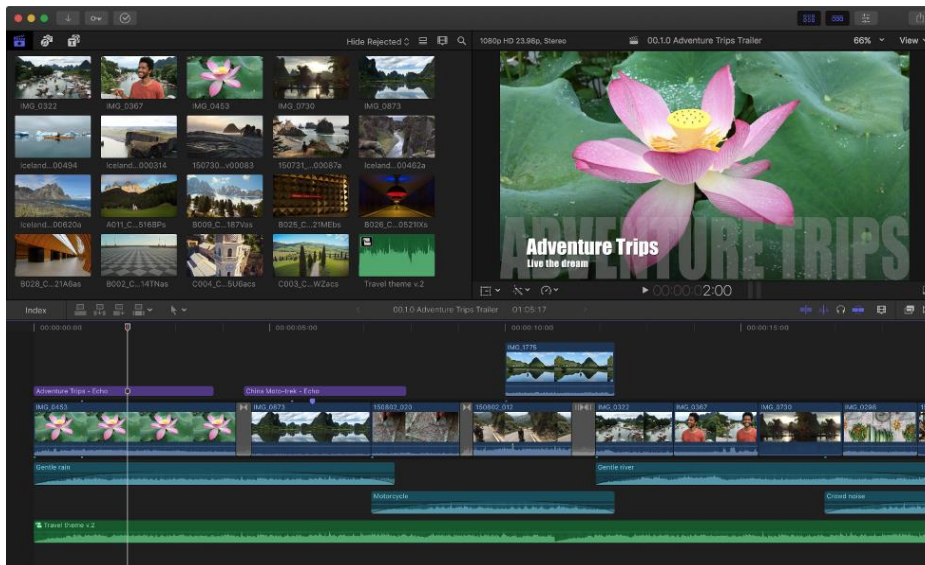 Hide Rejected
1080p HD 23.98p, Stereo
00.1.0 Adventure Trips Trailer
66%
View
IMG_0322
IMG_0367
IMG_0453
IMG_0730
IMG_0873
Iceland...00494
Iceland...000314
150730...v00083
150731...00087a
Iceland...00462a
Iceland...00620a
A011_C...516BPs
B009_C...187Vas
B025_C...21MEbs
B026_C...0521IXs
B028_C...21A6as
B002_C...14TNas
C004_C...5U6acs
C003_C...WZacs
Travel theme v.2
ADVENTURE TRIPS
Adventure Trips
Live the dream
00:00:02:00
Index
00.1.0 Adventure Trips Trailer
01:05:17
00:00:00:00
00:00:05:00
00:00:10:00
00:00:15:00
IMG_1775
Adventure Trips - Echo
China Moto-trek - Echo
IMG_0453
IMG_0873
150802_020
150802_012
IMG_0322
IMG_0367
IMG_0730
IMG_0298
Gentle rain
Gentle river
Motorcycle
Crowd noise
Travel theme v.2